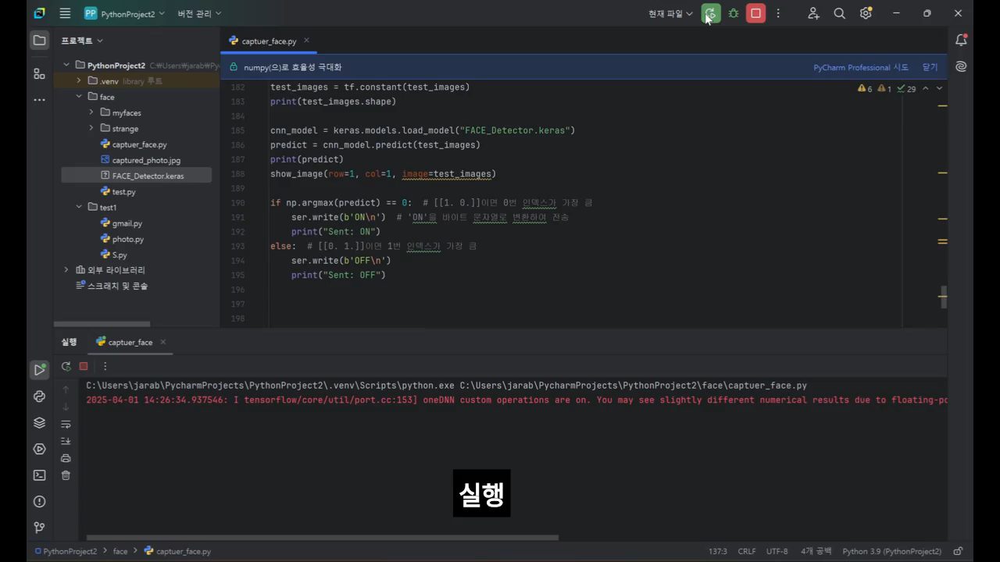 PP PythonProject2 버전 관리 현재 파일
프로젝트
captuer_face.py
PythonProject2 C:₩Users₩jarab₩Py
.venv library 루트
face
myfaces
strange
captuer_face.py
captured_photo.jpg
FACE_Detector.keras
test.py
test1
gmail.py
photo.py
S.py
외부 라이브러리
스크래치 및 콘솔
numpy(으)로 효율성 극대화 PyCharm Professional 시도 닫기
6 1 29
182 test_images = tf.constant(test_images)
183 print(test_images.shape)
184
185 cnn_model = keras.models.load_model("FACE_Detector.keras")
186 predict = cnn_model.predict(test_images)
187 print(predict)
188 show_image(row=1, col=1, image=test_images)
189
190 if np.argmax(predict) == 0: # [[1. 0.]]이면 0번 인덱스가 가장 큼
191 ser.write(b'ON\n') # 'ON'을 바이트 문자열로 변환하여 전송
192 print("Sent: ON")
193 else: # [[0. 1.]]이면 1번 인덱스가 가장 큼
194 ser.write(b'OFF\n')
195 print("Sent: OFF")
196
197
198
실행 captuer_face
C:\Users\jarab\PycharmProjects\PythonProject2\.venv\Scripts\python.exe C:\Users\jarab\PycharmProjects\PythonProject2\face\captuer_face.py
2025-04-01 14:26:34.937546: I tensorflow/core/util/port.cc:153] oneDNN custom operations are on. You may see slightly different numerical results due to floating-po
실행
PythonProject2 face captuer_face.py 137:3 CRLF UTF-8 4개 공백 Python 3.9 (PythonProject2)